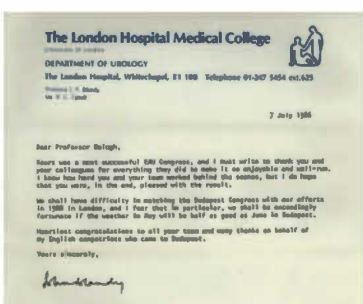 The London Hospital Medical College
DEPARTMENT OF UROLOGY
The London Hospital, Whitechapel, E1 1BB Telephone 01-247 5454 ext.625
7 July 1986
Dear Professor Balogh,
Yours was a most successful EAU Congress, and I must write to thank you and
your colleagues for everything they did to make it so enjoyable and well-run.
I know how hard you and your team worked behind the scenes, but I do hope
that you were, in the end, pleased with the result.
We shall have difficulty in matching the Budapest Congress with our efforts
in 1988 in London, and I fear that in particular, we shall be exceedingly
fortunate if the weather in May will be half as good as June in Budapest.
Heartiest congratulations to all your team and many thanks on behalf of
my English compatriots who came to Budapest.
Yours sincerely,